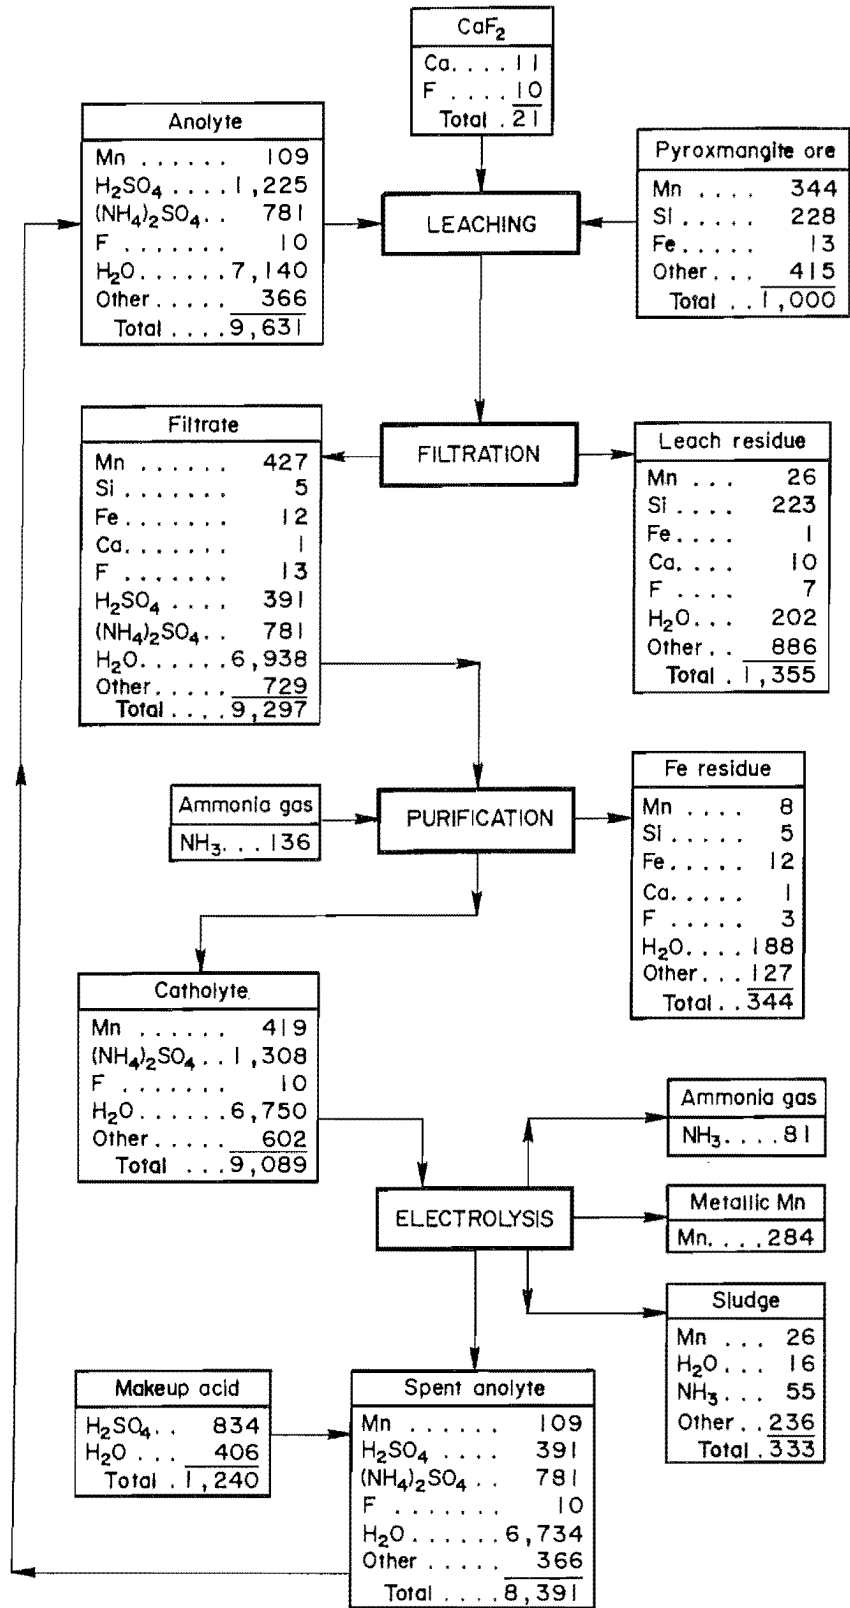 CaF2
Ca. . . . 11
F . . . . 10
Total . 21
Anolyte
Mn . . . . . . 109
H2SO4 . . . . 1,225
(NH4)2SO4 . . 781
F . . . . . . . 10
H2O . . . . . . 7,140
Other . . . . . 366
Total . . . . 9,631
LEACHING
Pyroxmangite ore
Mn . . . . 344
Si . . . . . 228
Fe . . . . . 13
Other . . . 415
Total . . 1,000
Filtrate
Mn . . . . . . 427
Si . . . . . . . 5
Fe . . . . . . . 12
Ca. . . . . . . 1
F . . . . . . . 13
H2SO4 . . . . 391
(NH4)2SO4 . . 781
H2O . . . . . . 6,938
Other . . . . . 729
Total . . . . 9,297
FILTRATION
Leach residue
Mn . . . 26
Si . . . . 223
Fe. . . . 1
Ca. . . . 10
F . . . . 7
H2O . . . 202
Other . . 886
Total . 1,355
Ammonia gas
NH3. . . 136
PURIFICATION
Fe residue
Mn . . . . 8
Si . . . . . 5
Fe. . . . . 12
Ca. . . . . 1
F . . . . . 3
H2O. . . . 188
Other . . . 127
Total . . 344
Catholyte
Mn . . . . . . 419
(NH4)2SO4 . . 1,308
F . . . . . . . 10
H2O . . . . . . 6,750
Other . . . . . 602
Total . . . 9,089
ELECTROLYSIS
Ammonia gas
NH3. . . . 81
Metallic Mn
Mn. . . . 284
Sludge
Mn . . . 26
H2O . . . 16
NH3 . . . 55
Other . . 236
Total . 333
Makeup acid
H2SO4. . 834
H2O . . . 406
Total . 1,240
Spent anolyte
Mn . . . . . . 109
H2SO4 . . . . 391
(NH4)2SO4 . . 781
F . . . . . . . 10
H2O . . . . . . 6,734
Other . . . . . 366
Total . . . . 8,391